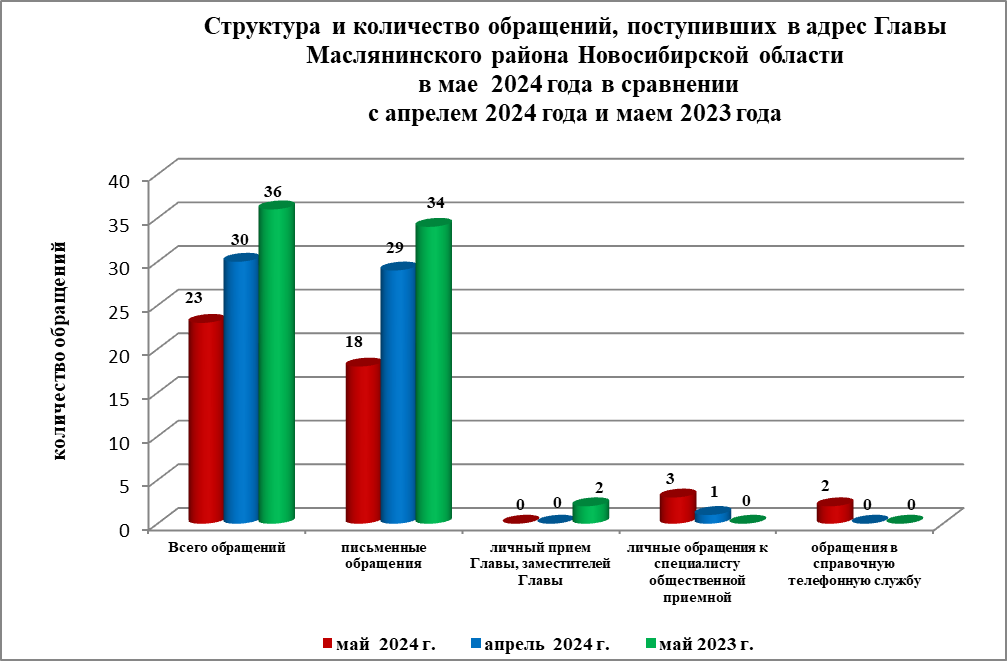 Структура и количество обращений, поступивших в адрес Главы
Маслянинского района Новосибирской области
в мае 2024 года в сравнении
с апрелем 2024 года и маем 2023 года
количество обращений
40
35
30
25
20
15
10
5
0
23
30
36
18
29
34
0
0
2
3
1
0
2
0
0
Всего обращений
письменные
обращения
личный прием
Главы, заместителей
Главы
личные обращения к
специалисту
общественной
приемной
обращения в
справочную
телефонную службу
май 2024 г.
апрель 2024 г.
май 2023 г.